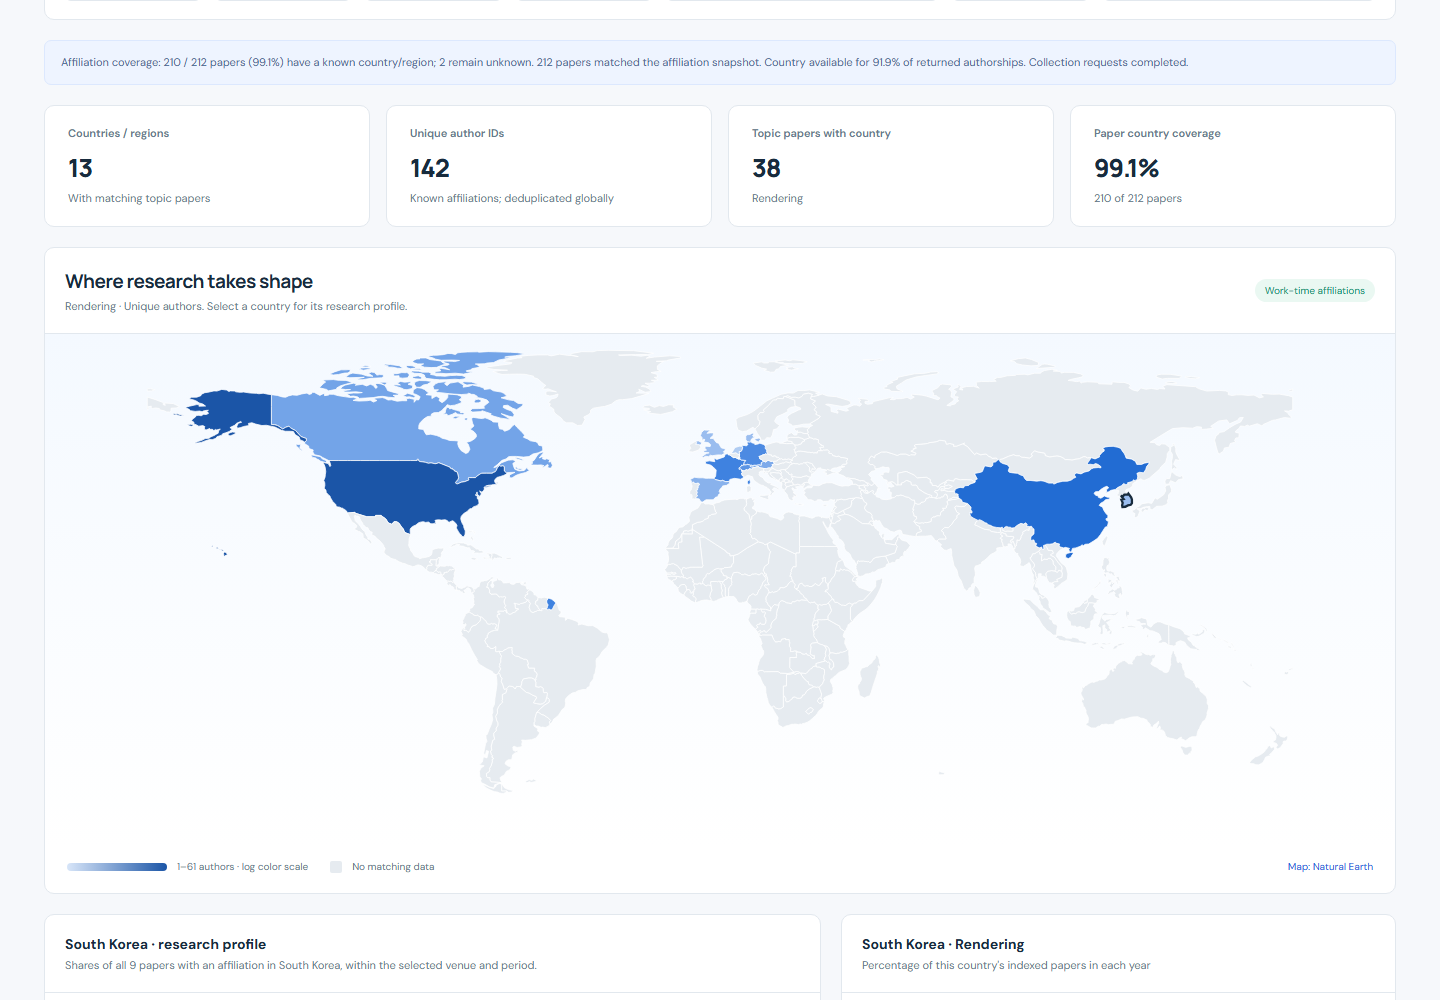 Affiliation coverage: 210 / 212 papers (99.1%) have a known country/region; 2 remain unknown. 212 papers matched the affiliation snapshot. Country available for 91.9% of returned authorships. Collection requests completed.
Countries / regions
13
With matching topic papers
Unique author IDs
142
Known affiliations; deduplicated globally
Topic papers with country
38
Rendering
Paper country coverage
99.1%
210 of 212 papers
Where research takes shape
Rendering · Unique authors. Select a country for its research profile.
Work-time affiliations
1–61 authors · log color scale
No matching data
Map: Natural Earth
South Korea · research profile
Shares of all 9 papers with an affiliation in South Korea, within the selected venue and period.
South Korea · Rendering
Percentage of this country's indexed papers in each year